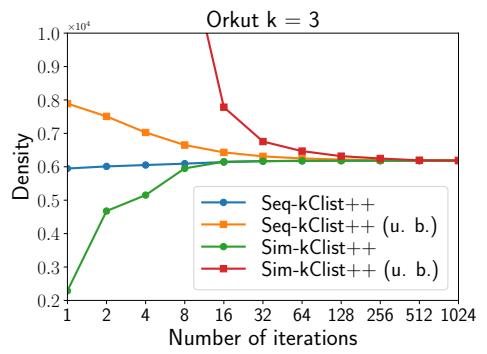 Orkut k = 3
×10⁴
1.0
0.9
0.8
0.7
0.6
0.5
0.4
0.3
0.2
Density
Seq-kClist++
Seq-kClist++ (u. b.)
Sim-kClist++
Sim-kClist++ (u. b.)
1 2 4 8 16 32 64 128 256 512 1024
Number of iterations